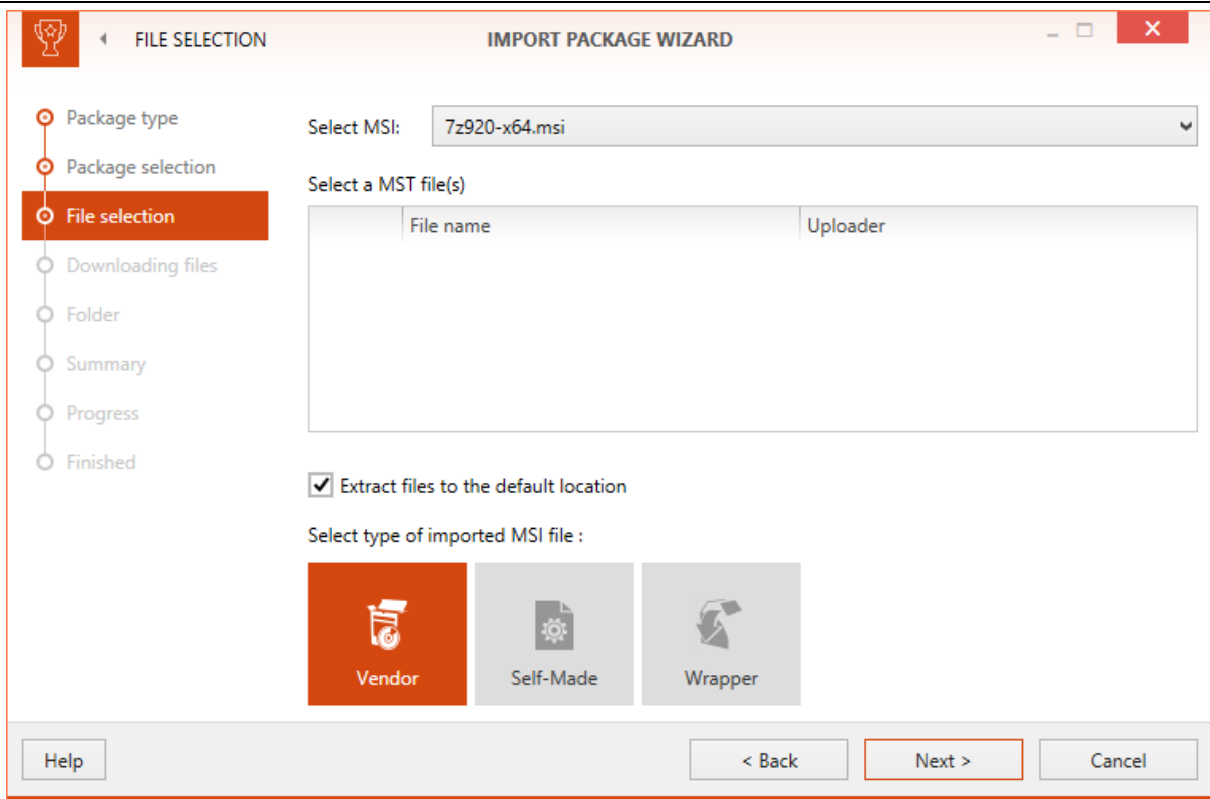 FILE SELECTION
IMPORT PACKAGE WIZARD
Package type
Package selection
File selection
Downloading files
Folder
Summary
Progress
Finished
Select MSI: 7z920-x64.msi
Select a MST file(s)
File name Uploader
Extract files to the default location
Select type of imported MSI file :
Vendor Self-Made Wrapper
Help < Back Next > Cancel